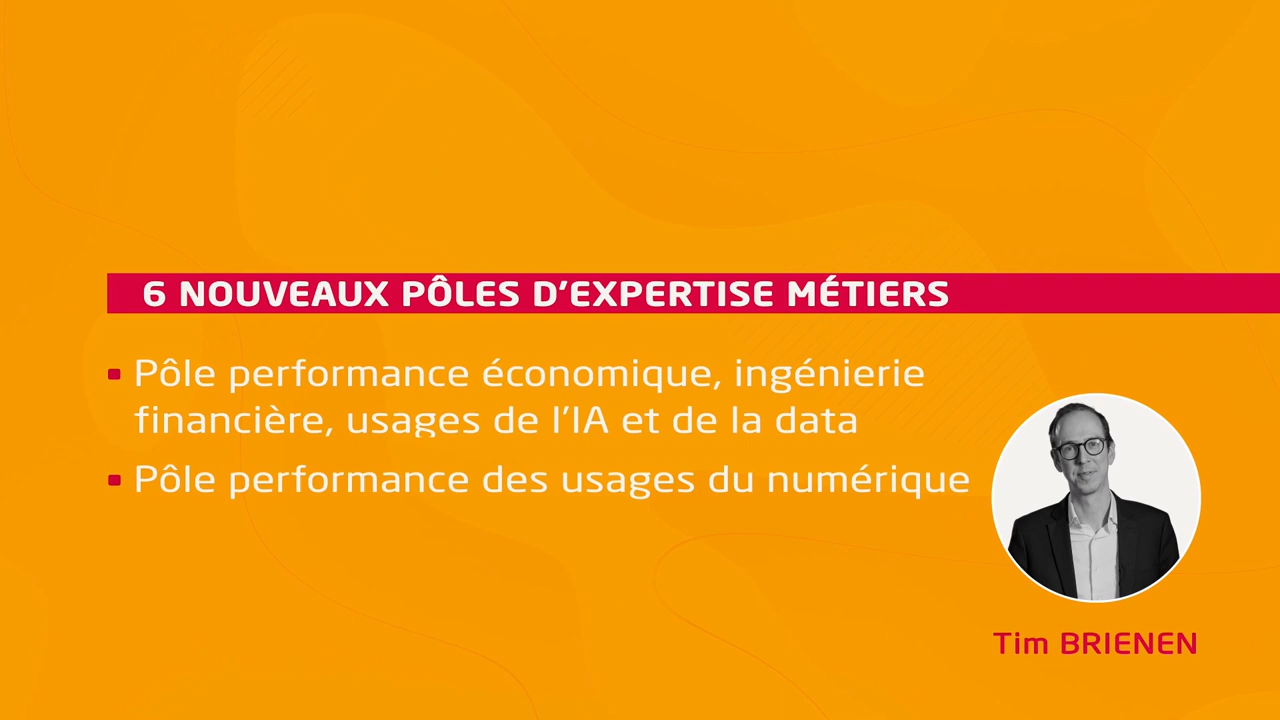 6 NOUVEAUX PÔLES D’EXPERTISE MÉTIERS
Pôle performance économique, ingénierie
financière, usages de l’IA et de la data
Pôle performance des usages du numérique
Tim BRIENEN